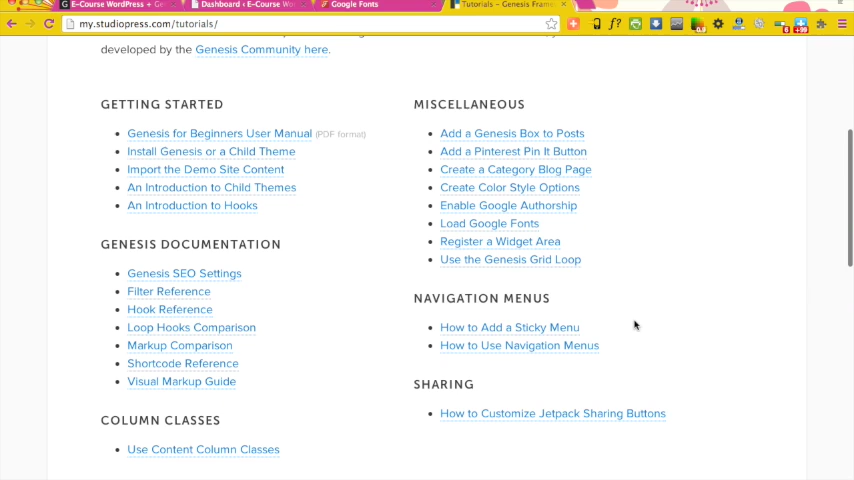 E-Course WordPress + Gen
Dashboard ‹ E-Course Wo
Google Fonts
Tutorials – Genesis Frame
my.studiopress.com/tutorials/
developed by the Genesis Community here.
GETTING STARTED
Genesis for Beginners User Manual (PDF format)
Install Genesis or a Child Theme
Import the Demo Site Content
An Introduction to Child Themes
An Introduction to Hooks
GENESIS DOCUMENTATION
Genesis SEO Settings
Filter Reference
Hook Reference
Loop Hooks Comparison
Markup Comparison
Shortcode Reference
Visual Markup Guide
COLUMN CLASSES
Use Content Column Classes
MISCELLANEOUS
Add a Genesis Box to Posts
Add a Pinterest Pin It Button
Create a Category Blog Page
Create Color Style Options
Enable Google Authorship
Load Google Fonts
Register a Widget Area
Use the Genesis Grid Loop
NAVIGATION MENUS
How to Add a Sticky Menu
How to Use Navigation Menus
SHARING
How to Customize Jetpack Sharing Buttons